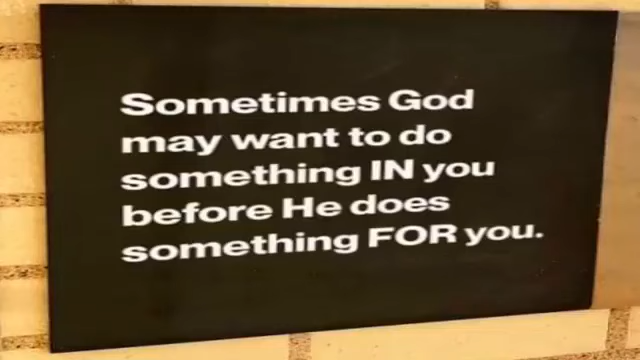 Sometimes God
may want to do
something IN you
before He does
something FOR you.